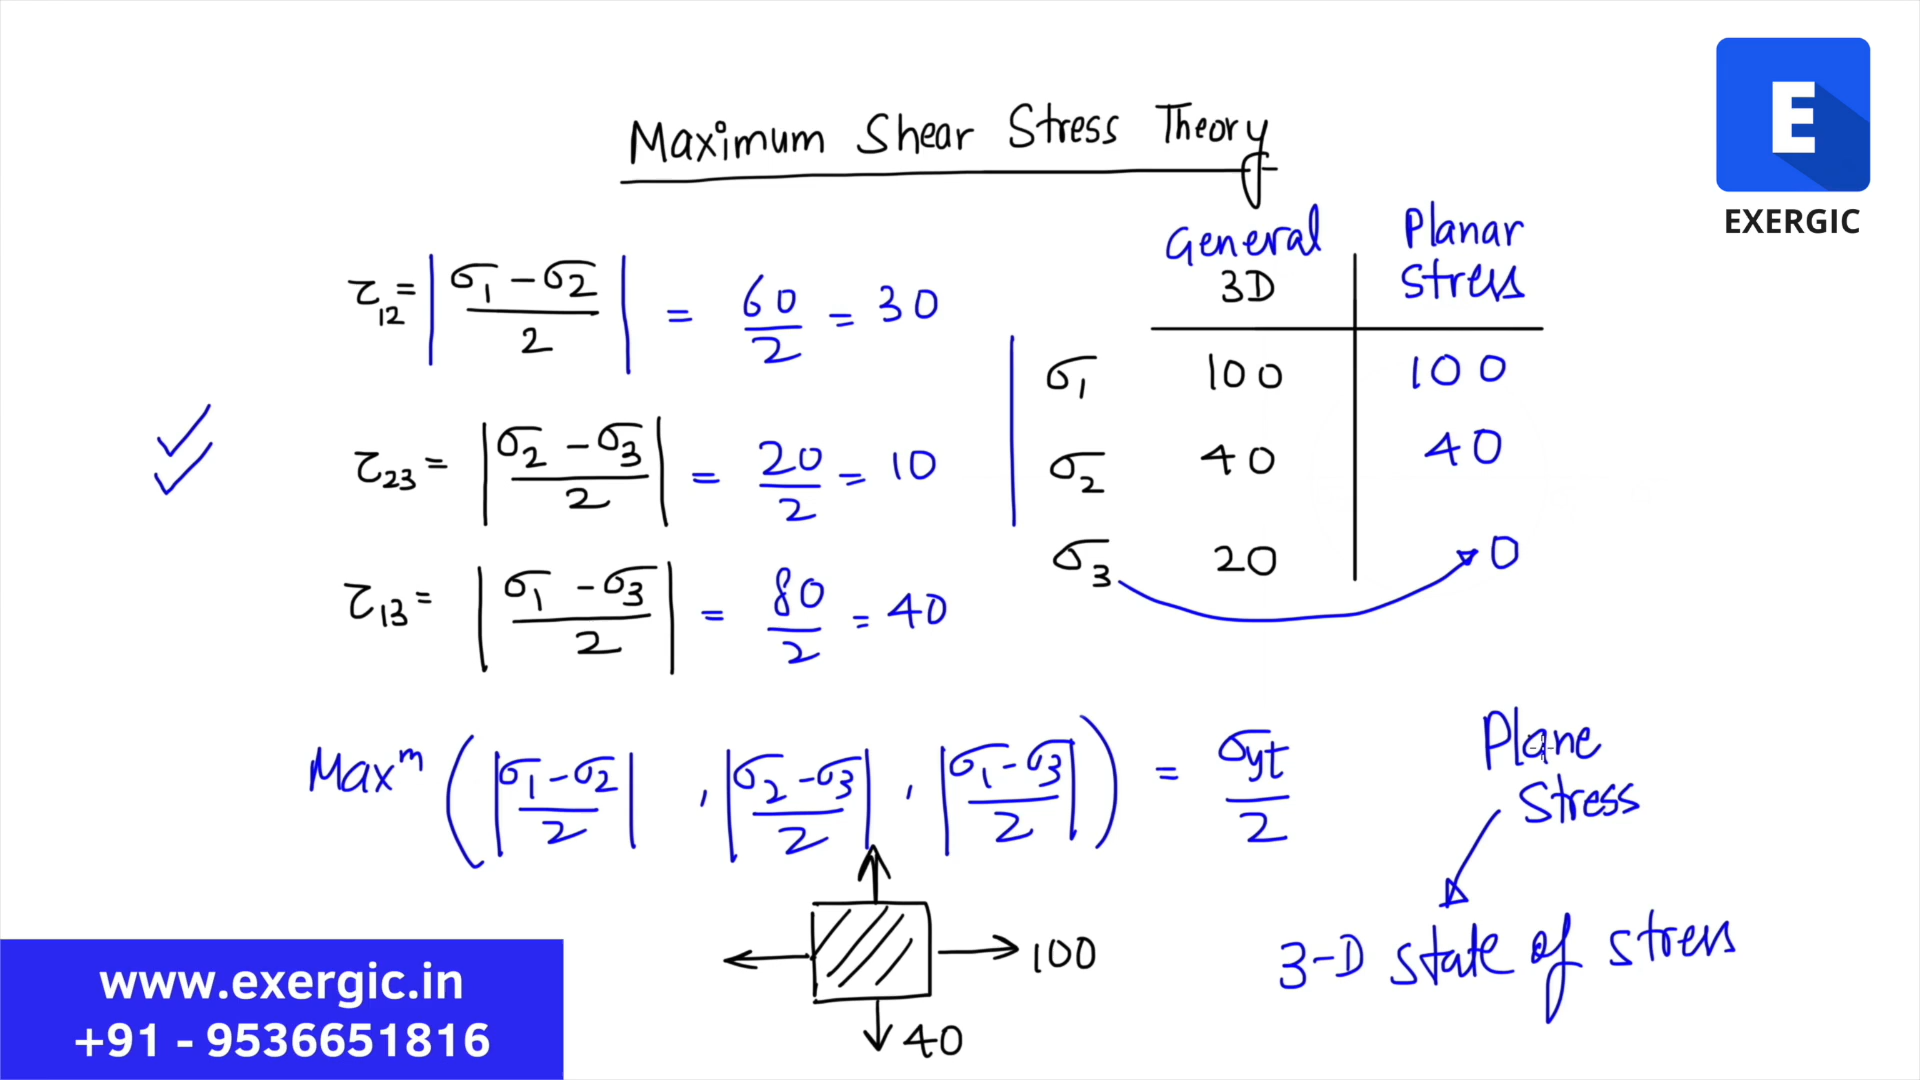 E
EXERGIC
Maximum Shear Stress Theory
General 3D
Planar Stress
τ12 = |σ1 - σ2 / 2| = 60/2 = 30
τ23 = |σ2 - σ3 / 2| = 20/2 = 10
τ13 = |σ1 - σ3 / 2| = 80/2 = 40
σ1 100 100
σ2 40 40
σ3 20 0
Maxᵐ (|σ1 - σ2 / 2|, |σ2 - σ3 / 2|, |σ1 - σ3 / 2|) = σyt / 2
Plane
Stress
3-D state of stress
100
40
www.exergic.in
+91 - 9536651816